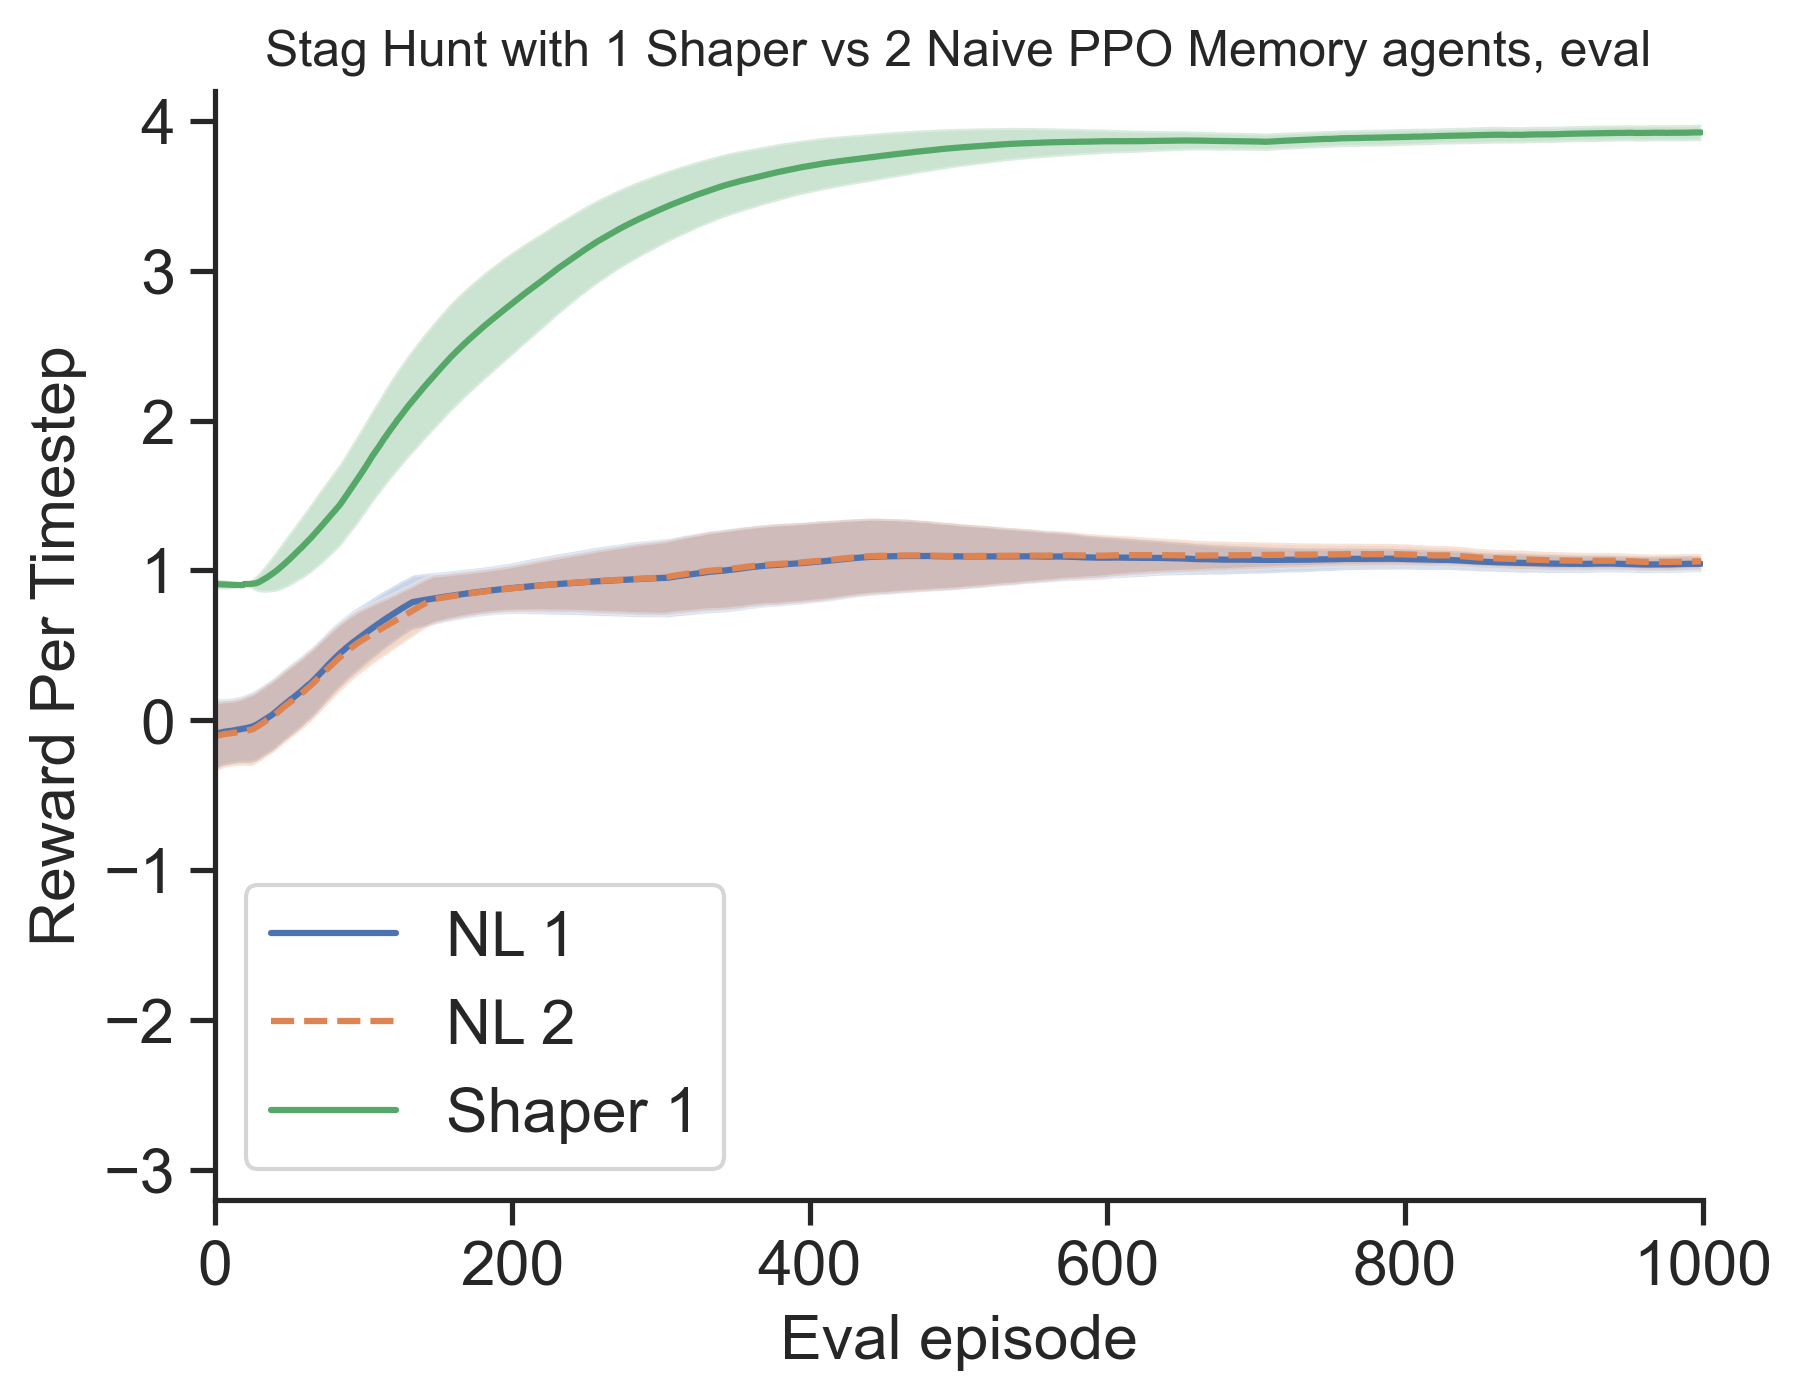 Stag Hunt with 1 Shaper vs 2 Naive PPO Memory agents, eval
Reward Per Timestep
4
3
2
1
0
−1
−2
−3
NL 1
NL 2
Shaper 1
0 200 400 600 800 1000
Eval episode